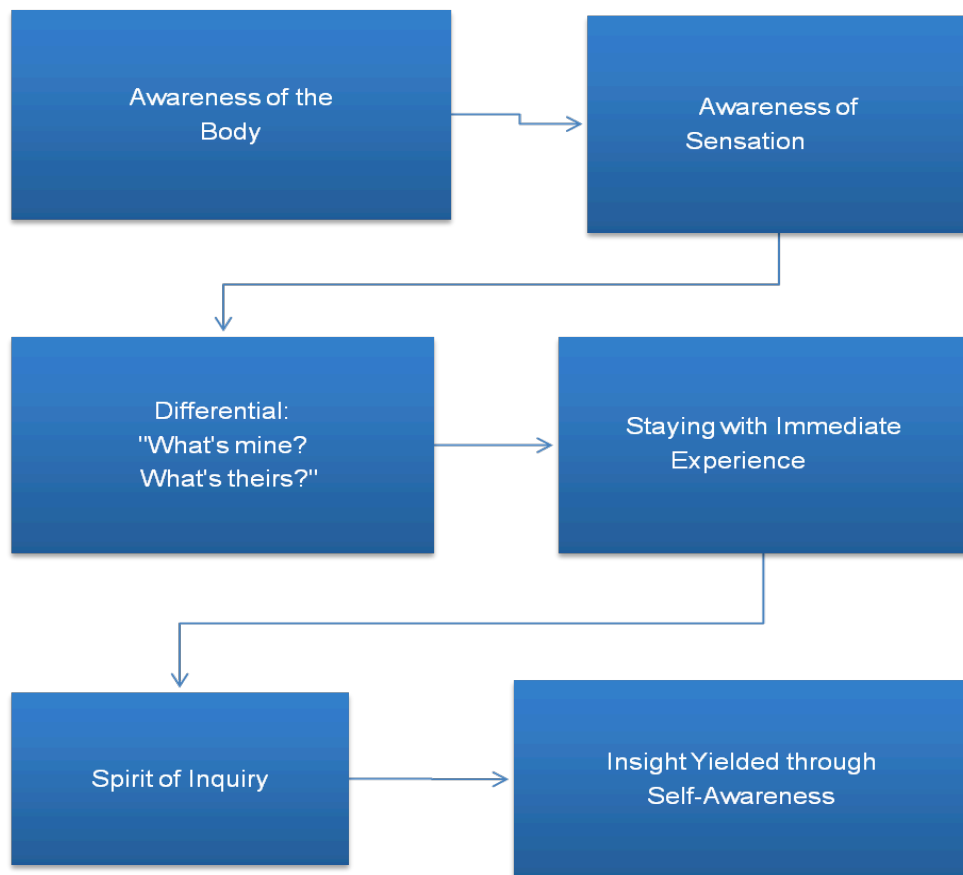 Awareness of the
Body
Awareness of
Sensation
Differential:
"What's mine?
What's theirs?"
Staying with Immediate
Experience
Spirit of Inquiry
Insight Yielded through
Self-Awareness